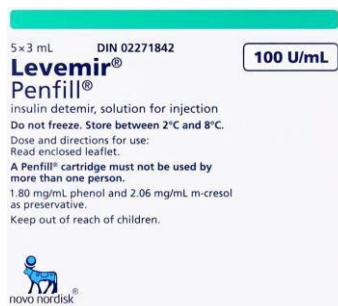 5×3 mL DIN 02271842
100 U/mL
Levemir®
Penfill®
insulin detemir, solution for injection
Do not freeze. Store between 2°C and 8°C.
Dose and directions for use:
Read enclosed leaflet.
A Penfill® cartridge must not be used by
more than one person.
1.80 mg/mL phenol and 2.06 mg/mL m-cresol
as preservative.
Keep out of reach of children.
novo nordisk®